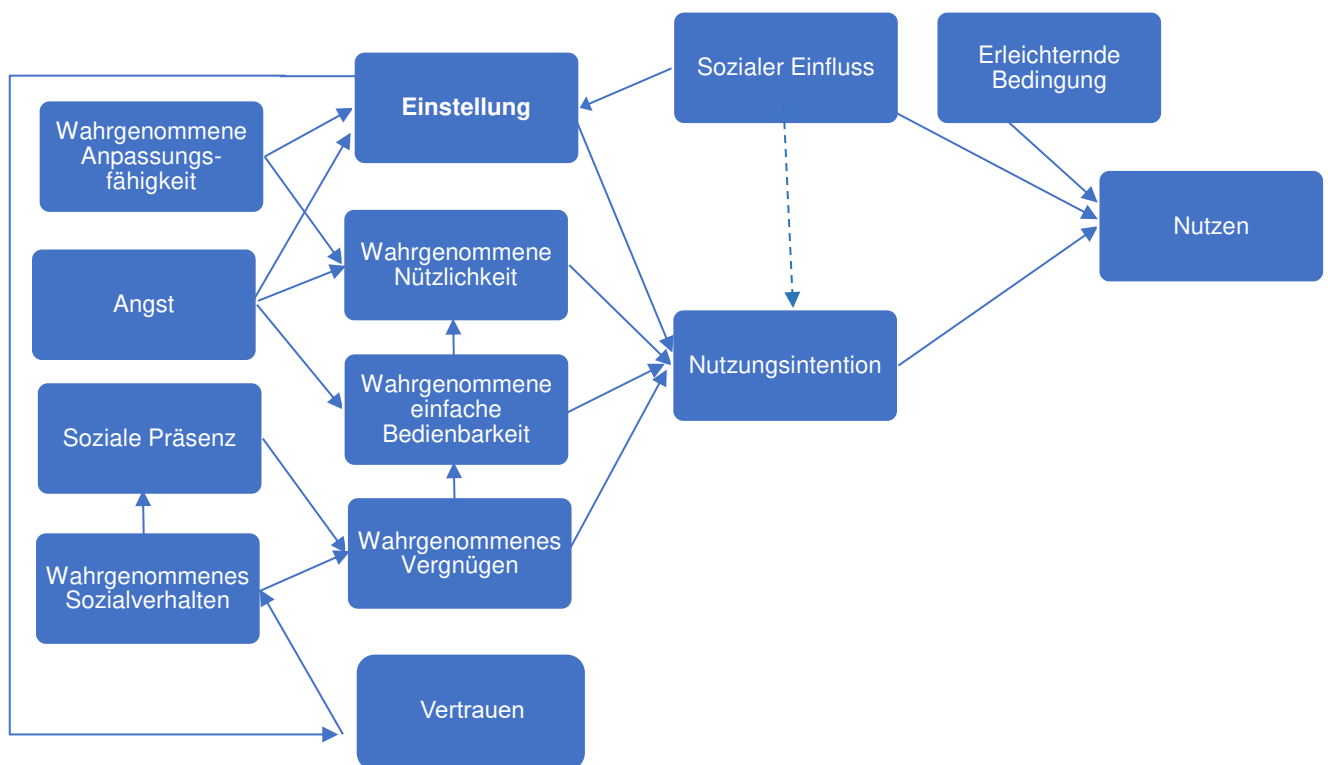 Sozialer Einfluss
Erleichternde
Bedingung
Einstellung
Wahrgenommene
Anpassungs-
fähigkeit
Nutzen
Wahrgenommene
Nützlichkeit
Angst
Nutzungsintention
Wahrgenommene
einfache
Bedienbarkeit
Soziale Präsenz
Wahrgenommenes
Vergnügen
Wahrgenommenes
Sozialverhalten
Vertrauen